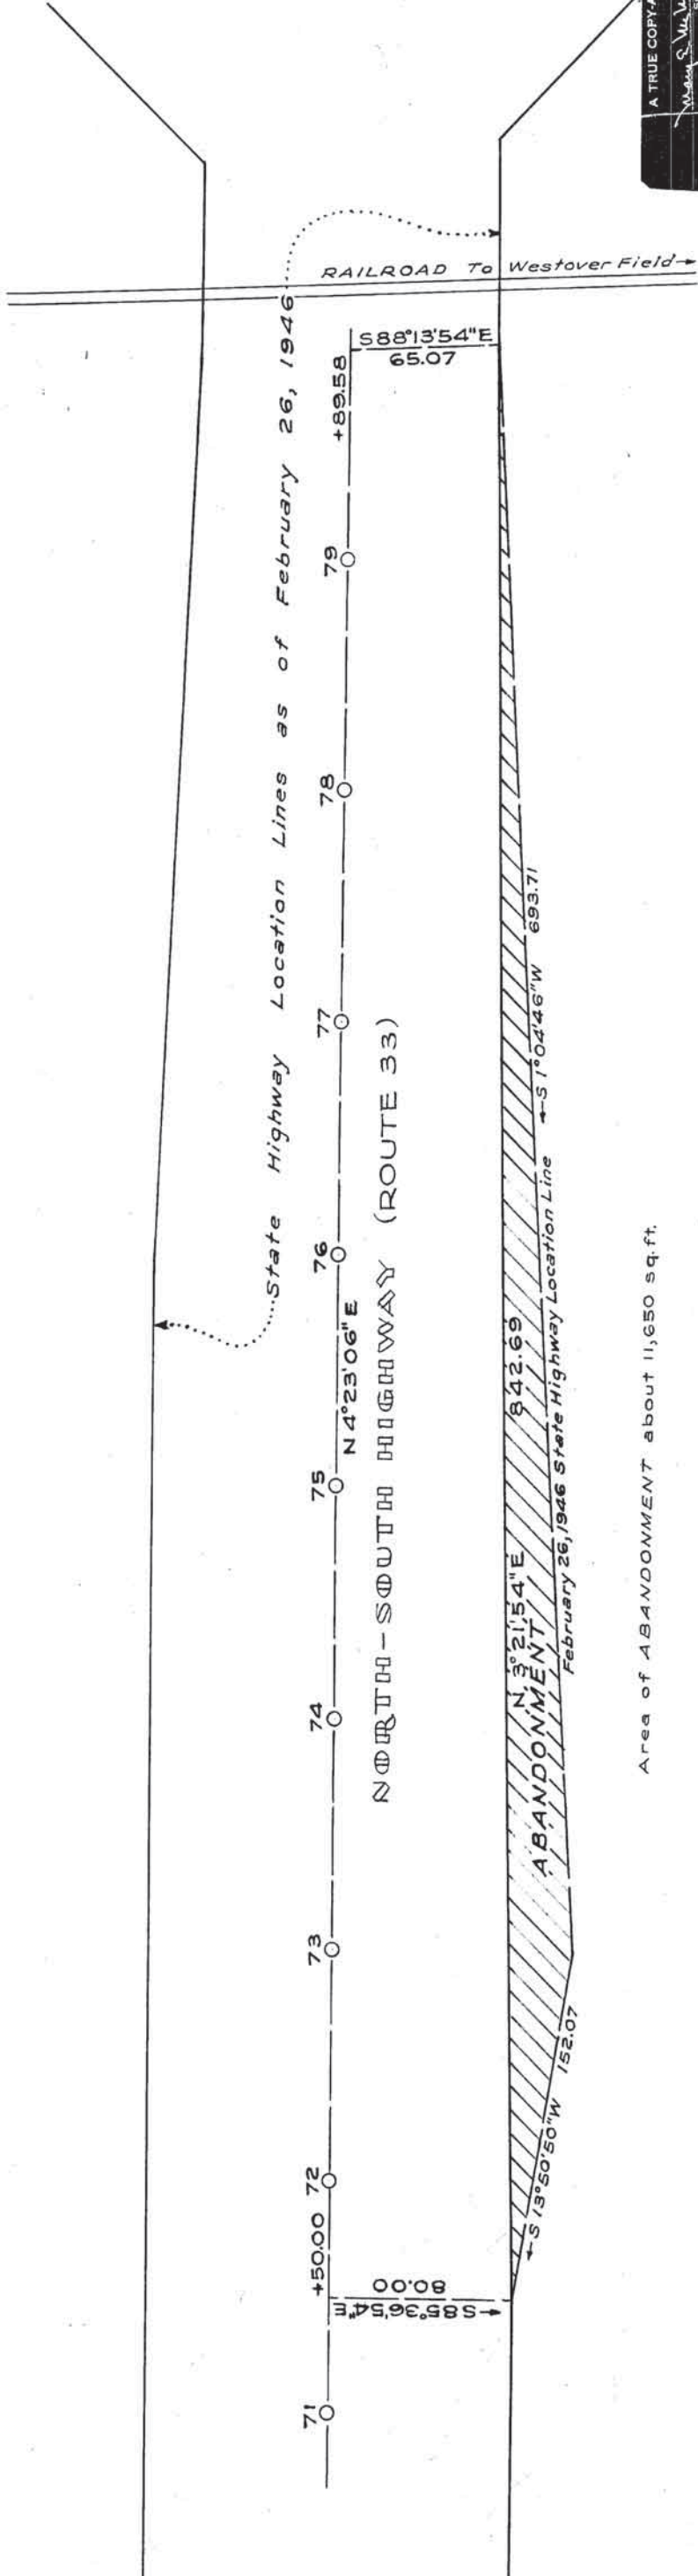 A TRUE COPY-
RAILROAD To Westover Field
State Highway Location Lines as of February 26, 1946
S88°13'54"E
65.07
+89.58
79
78
77
76
75
74
73
72
71
N 4°23'06"E
NORTH-SOUTH HIGHWAY (ROUTE 33)
+50.00
S85°36'54"E
80.00
N 3°21'54"E 842.69
ABANDONMENT
February 26, 1946 State Highway Location Line
S 1°04'46"W 693.71
S 13°50'50"W 152.07
Area of ABANDONMENT about 11,650 sq.ft.